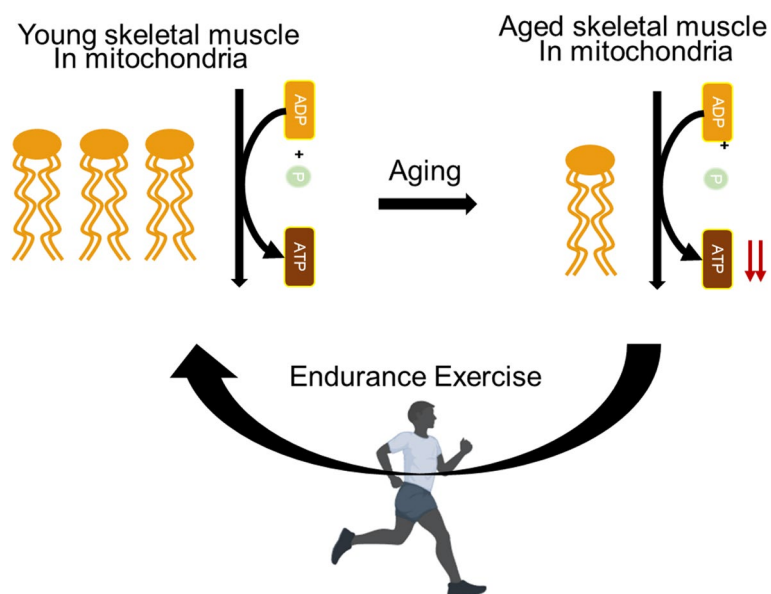 Young skeletal muscle
In mitochondria
ADP
+
P
ATP
Aging
Aged skeletal muscle
In mitochondria
ADP
+
P
ATP
Endurance Exercise